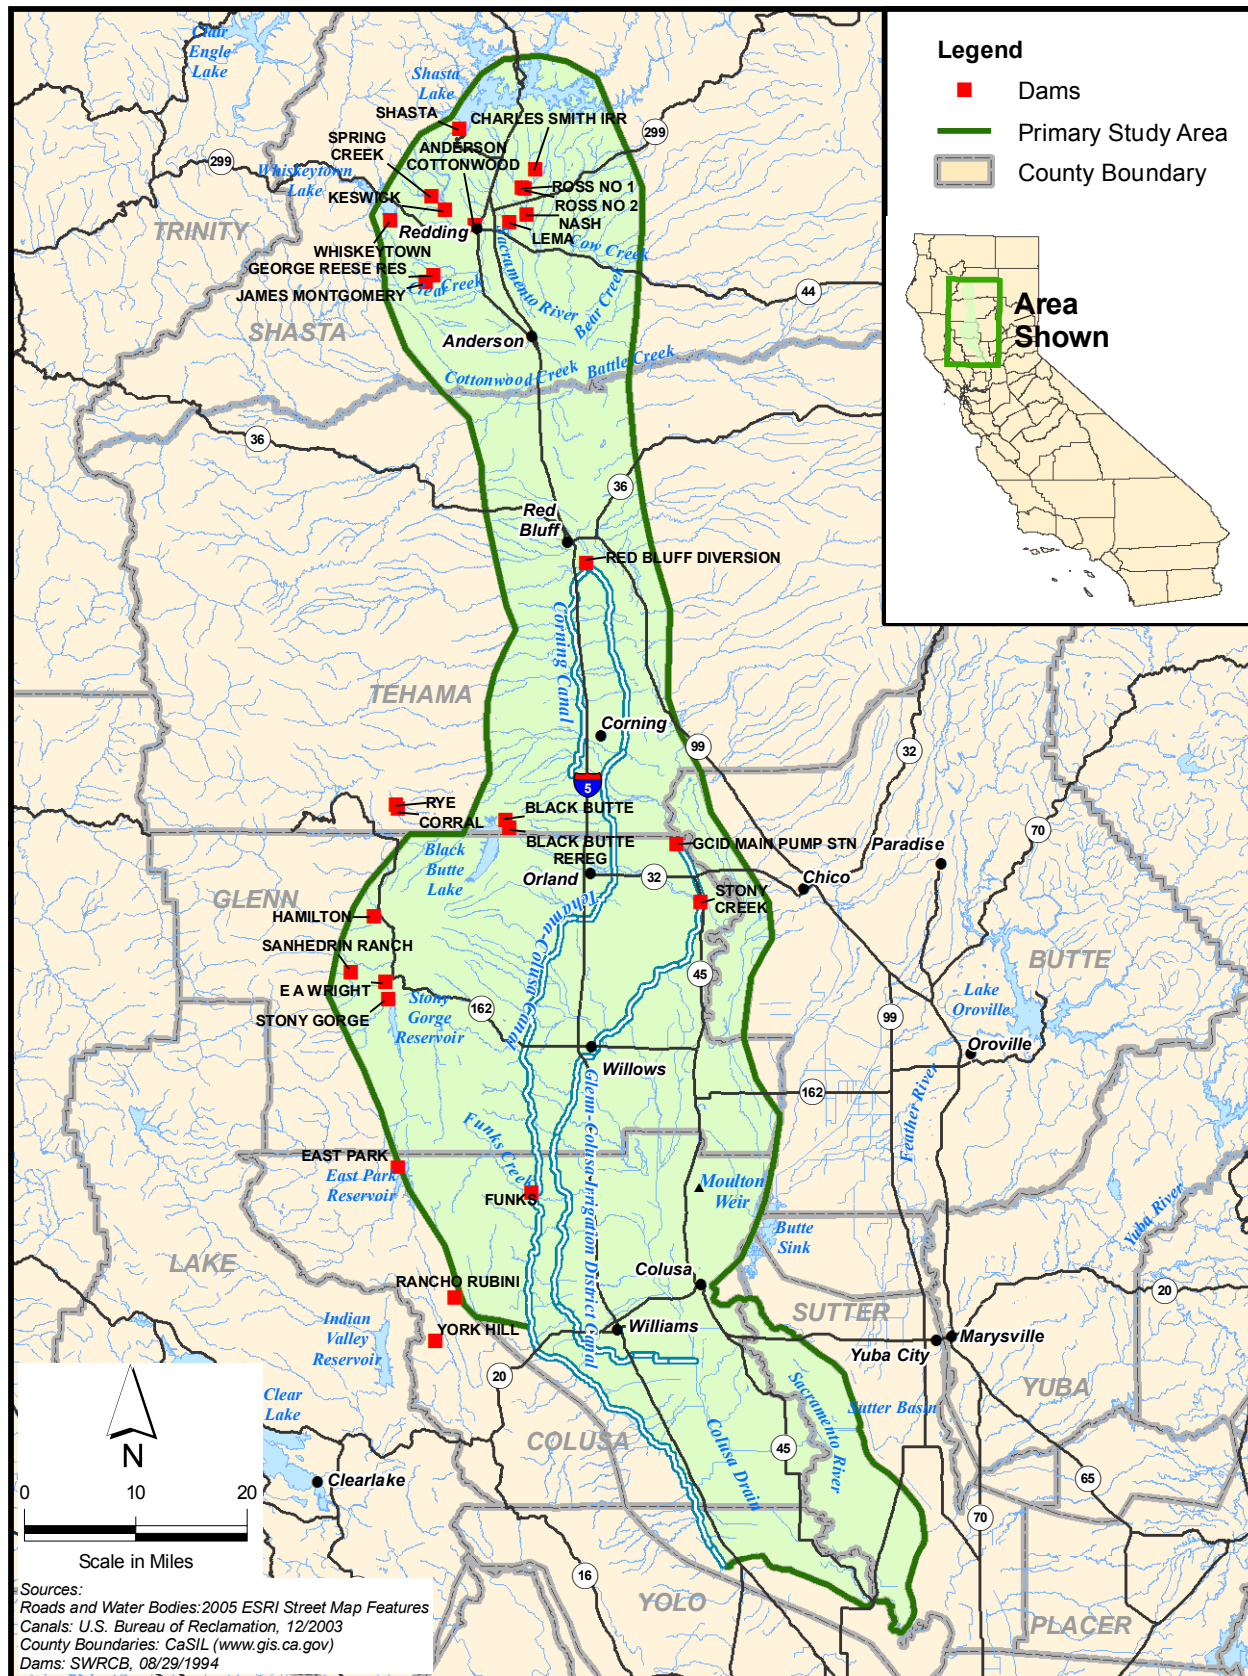 Clair
Engle
Lake
Shasta
Lake
SHASTA
CHARLES SMITH IRR
SPRING
CREEK
ANDERSON
COTTONWOOD
299
299
Whiskeytown
Lake
ROSS NO 1
ROSS NO 2
KESWICK
NASH
LEMA
TRINITY
Redding
WHISKEYTOWN
Cow Creek
GEORGE REESE RES
JAMES MONTGOMERY
Clear Creek
Sacramento River
Bear Creek
44
SHASTA
Anderson
Cottonwood Creek
Battle Creek
36
36
Red
Bluff
RED BLUFF DIVERSION
Corning Canal
TEHAMA
Corning
99
32
5
RYE
CORRAL
BLACK BUTTE
BLACK BUTTE
REREG
Black
Butte
Lake
GCID MAIN PUMP STN
Paradise
70
Orland
32
Chico
GLENN
STONY
CREEK
HAMILTON
Tehama-Colusa Canal
SANHEDRIN RANCH
E A WRIGHT
STONY GORGE
Stony
Gorge
Reservoir
45
BUTTE
Lake
Oroville
162
99
Oroville
Willows
162
Glenn-Colusa Irrigation District Canal
Feather River
Funks Creek
EAST PARK
East Park
Reservoir
FUNKS
Moulton
Weir
Butte
Sink
Yuba River
LAKE
Colusa
RANCHO RUBINI
SUTTER
20
Indian
Valley
Reservoir
YORK HILL
Williams
Marysville
Yuba City
20
YUBA
Clear
Lake
Sacramento River
Sutter Basin
COLUSA
Colusa Drain
45
65
Clearlake
70
16
YOLO
PLACER
N
0 10 20
Scale in Miles
Sources:
Roads and Water Bodies:2005 ESRI Street Map Features
Canals: U.S. Bureau of Reclamation, 12/2003
County Boundaries: CaSIL (www.gis.ca.gov)
Dams: SWRCB, 08/29/1994
Legend
Dams
Primary Study Area
County Boundary
Area
Shown